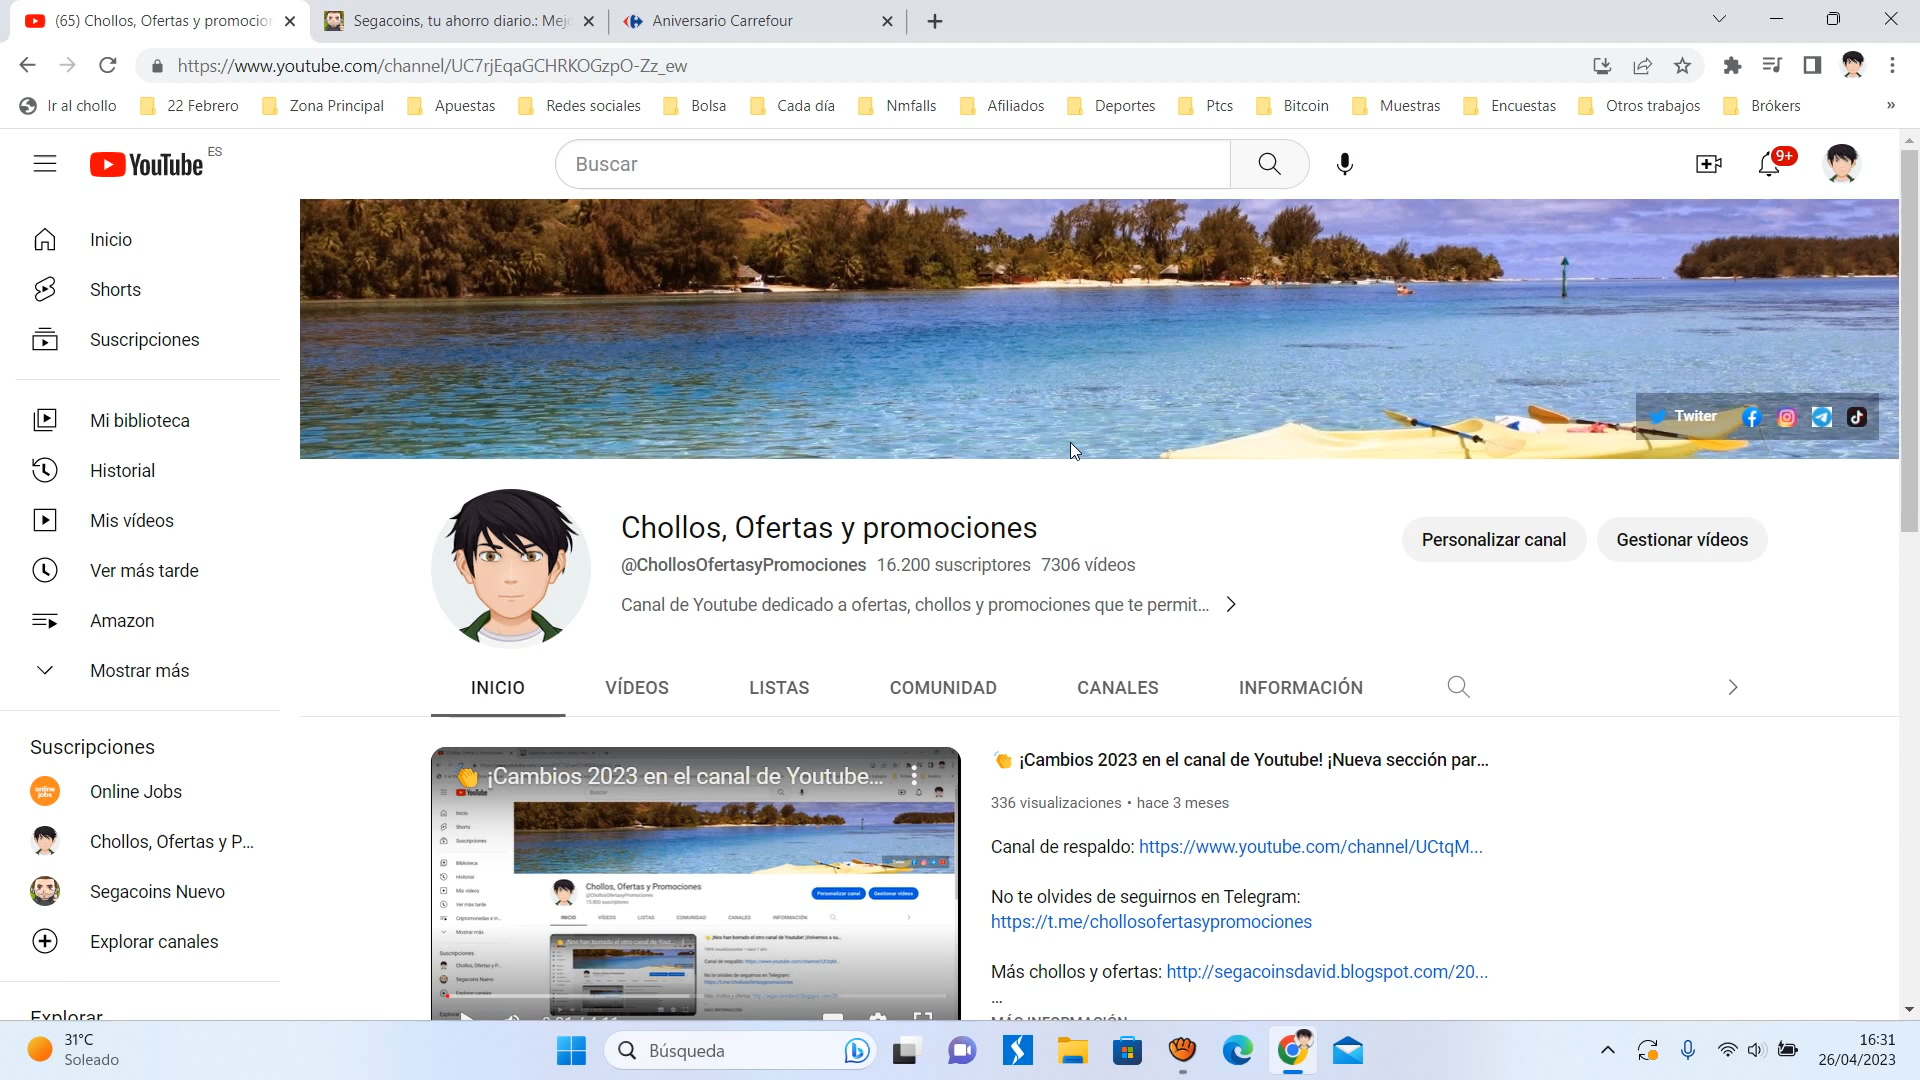 (65) Chollos, Ofertas y promocion
Segacoins, tu ahorro diario.: Mejo
Aniversario Carrefour
https://www.youtube.com/channel/UC7rjEqaGCHRKOGzpO-Zz_ew
Ir al chollo
22 Febrero
Zona Principal
Apuestas
Redes sociales
Bolsa
Cada día
Nmfalls
Afiliados
Deportes
Ptcs
Bitcoin
Muestras
Encuestas
Otros trabajos
Brókers
»
YouTube ES
Buscar
9+
Inicio
Shorts
Suscripciones
Mi biblioteca
Historial
Mis vídeos
Ver más tarde
Amazon
Mostrar más
Suscripciones
Online Jobs
Chollos, Ofertas y P...
Segacoins Nuevo
Explorar canales
Explorar
Twiter
Chollos, Ofertas y promociones
@ChollosOfertasyPromociones 16.200 suscriptores 7306 vídeos
Canal de Youtube dedicado a ofertas, chollos y promociones que te permit...
Personalizar canal
Gestionar vídeos
INICIO
VÍDEOS
LISTAS
COMUNIDAD
CANALES
INFORMACIÓN
👏 ¡Cambios 2023 en el canal de Youtube...
Chollos, Ofertas y Promociones
👏 ¡Cambios 2023 en el canal de Youtube! ¡Nueva sección par...
336 visualizaciones • hace 3 meses
Canal de respaldo: https://www.youtube.com/channel/UCtqM...
No te olvides de seguirnos en Telegram:
https://t.me/chollosofertasypromociones
Más chollos y ofertas: http://segacoinsdavid.blogspot.com/20...
...
MÁS INFORMACIÓN
31°C
Soleado
Búsqueda
16:31
26/04/2023